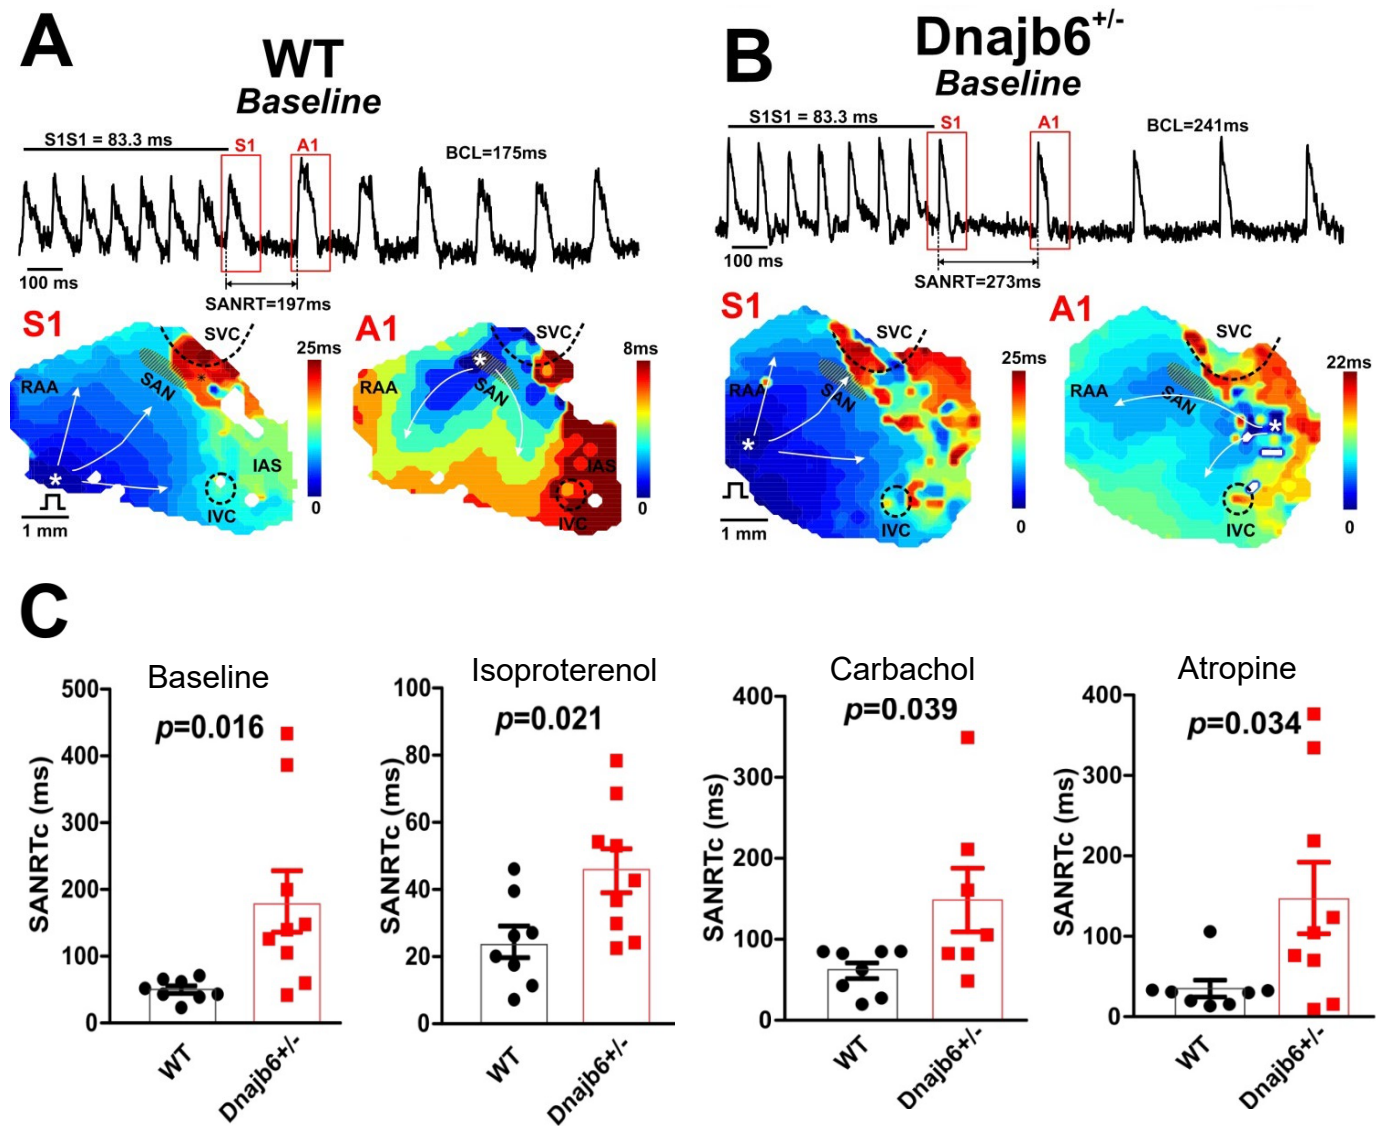 A
WT
Baseline
S1S1 = 83.3 ms
S1
A1
BCL=175ms
100 ms
SANRT=197ms
S1
SVC
25ms
RAA
SAN
*
IAS
*
IVC
1 mm
0
A1
SVC
8ms
RAA
*
SAN
IAS
IVC
0
B
Dnajb6+/-
Baseline
S1S1 = 83.3 ms
S1
A1
BCL=241ms
100 ms
SANRT=273ms
S1
SVC
25ms
RAA
SAN
*
IVC
1 mm
0
A1
SVC
22ms
RAA
SAN
*
IVC
0
C
Baseline
p=0.016
SANRTc (ms)
500
400
300
200
100
0
WT
Dnajb6+/-
Isoproterenol
p=0.021
SANRTc (ms)
100
80
60
40
20
0
WT
Dnajb6+/-
Carbachol
p=0.039
SANRTc (ms)
400
300
200
100
0
WT
Dnajb6+/-
Atropine
p=0.034
SANRTc (ms)
400
300
200
100
0
WT
Dnajb6+/-